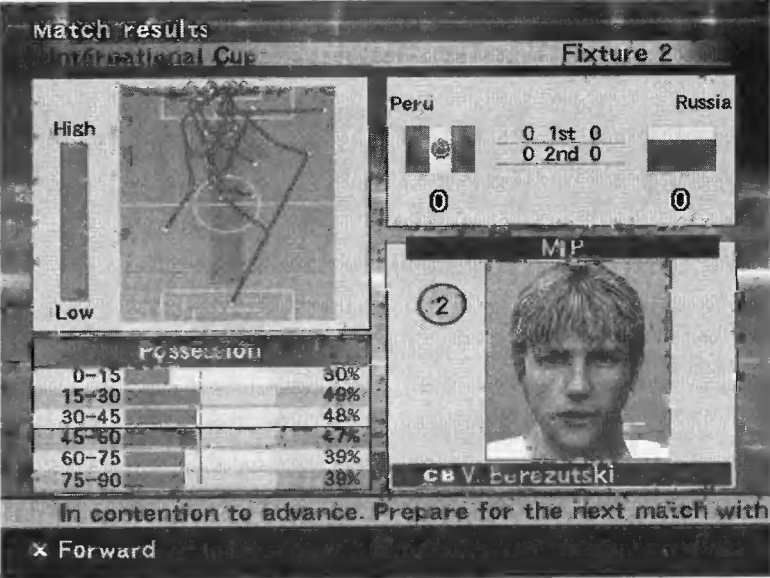 Match results
International Cup
Fixture 2
High
Low
Peru
Russia
0 1st 0
0 2nd 0
0
0
MIP
2
CB V. Berezutski
Possession
0-15 30%
15-30 49%
30-45 48%
45-60 47%
60-75 39%
75-90 39%
In contention to advance. Prepare for the next match with
× Forward